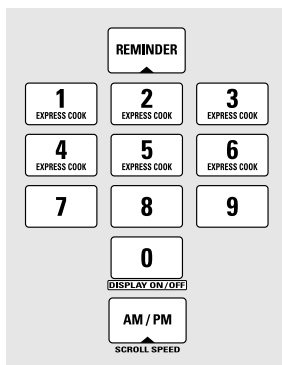 REMINDER
1 2 3
EXPRESS COOK EXPRESS COOK EXPRESS COOK
4 5 6
EXPRESS COOK EXPRESS COOK EXPRESS COOK
7 8 9
0
DISPLAY ON/OFF
AM / PM
SCROLL SPEED